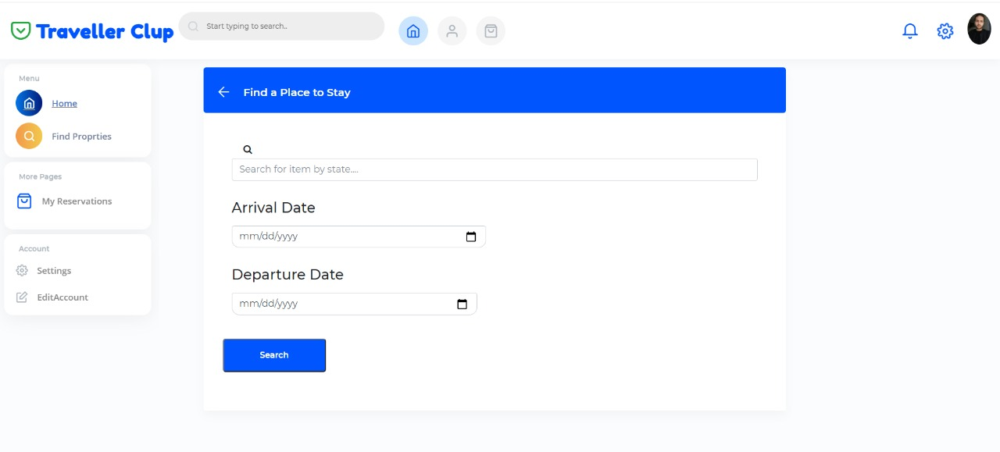 Traveller Clup
Start typing to search..
Menu
Home
Find Proprties
More Pages
My Reservations
Account
Settings
EditAccount
Find a Place to Stay
Search for item by state....
Arrival Date
mm/dd/yyyy
Departure Date
mm/dd/yyyy
Search